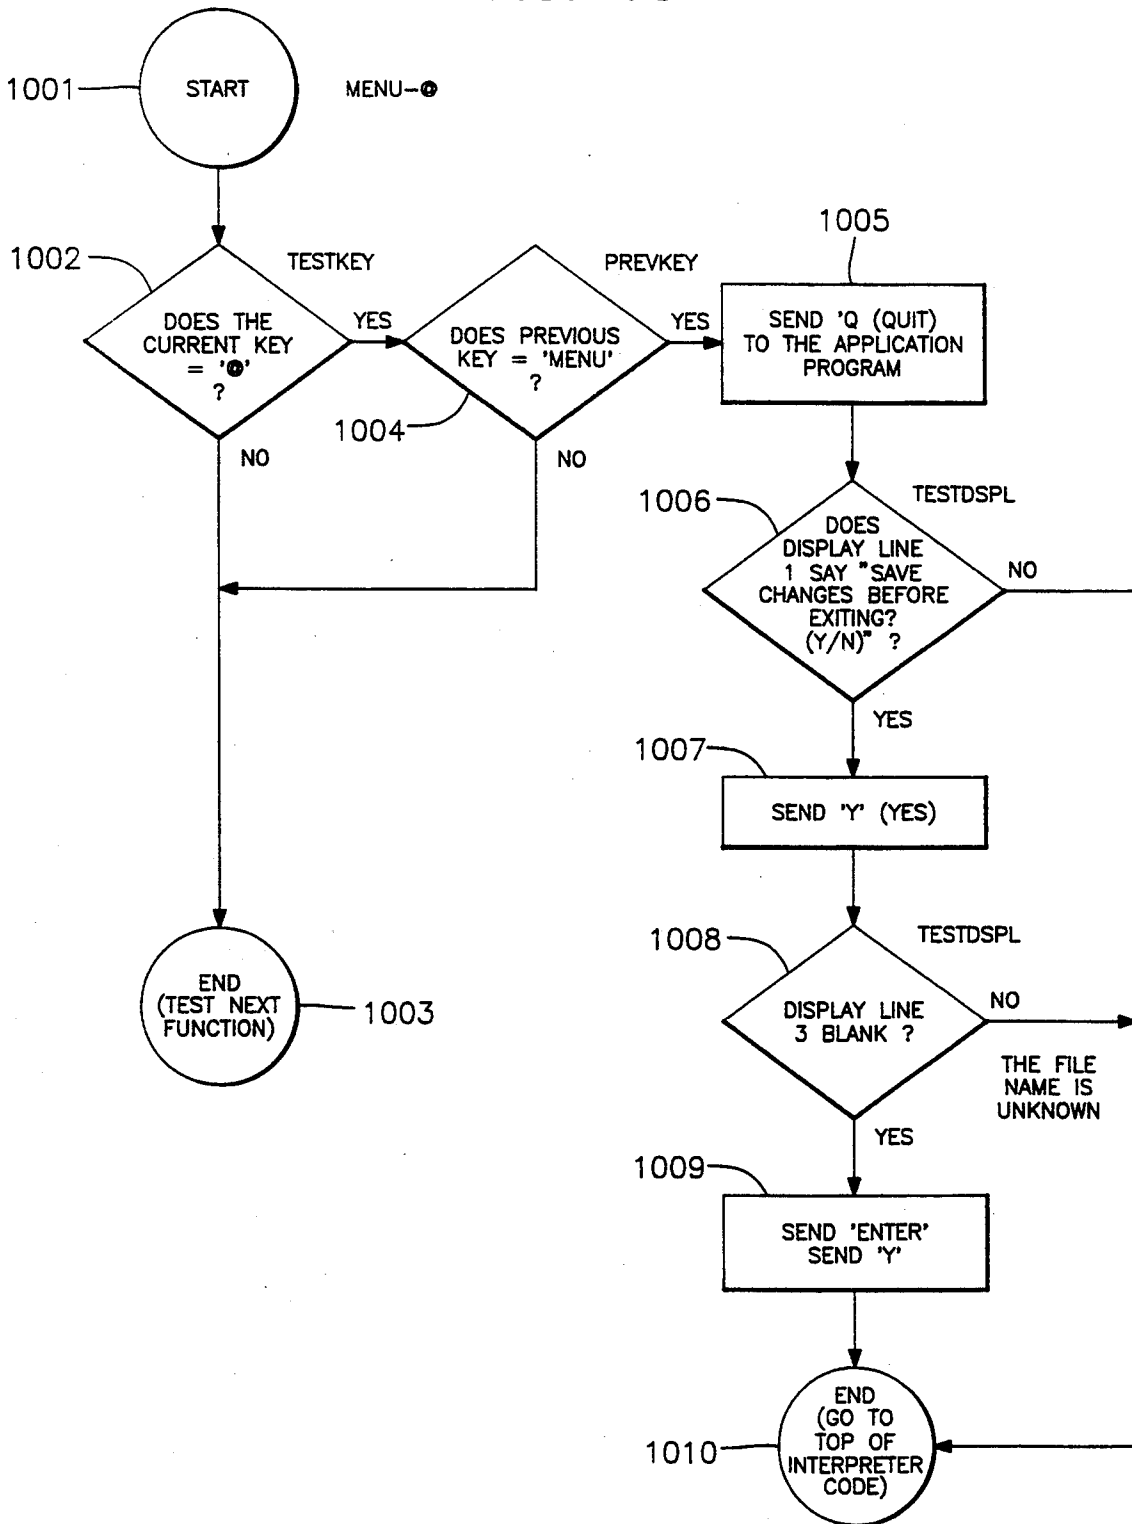 1001
START
MENU-@
1002
TESTKEY
DOES THE
CURRENT KEY
= '@'
?
YES
NO
PREVKEY
DOES PREVIOUS
KEY = 'MENU'
?
1004
YES
NO
1005
SEND 'Q (QUIT)
TO THE APPLICATION
PROGRAM
1006
TESTDSPL
DOES
DISPLAY LINE
1 SAY "SAVE
CHANGES BEFORE
EXITING?
(Y/N)" ?
NO
YES
1007
SEND 'Y' (YES)
1008
TESTDSPL
DISPLAY LINE
3 BLANK ?
NO
THE FILE
NAME IS
UNKNOWN
YES
END
(TEST NEXT
FUNCTION)
1003
1009
SEND 'ENTER'
SEND 'Y'
END
(GO TO
TOP OF
INTERPRETER
CODE)
1010